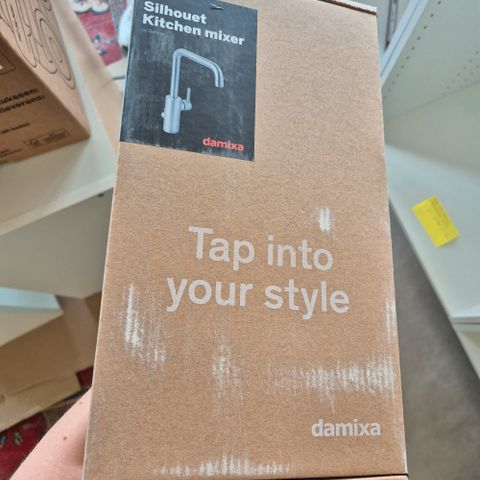 Silhouet
Kitchen mixer
damixa
Tap into
your style
damixa